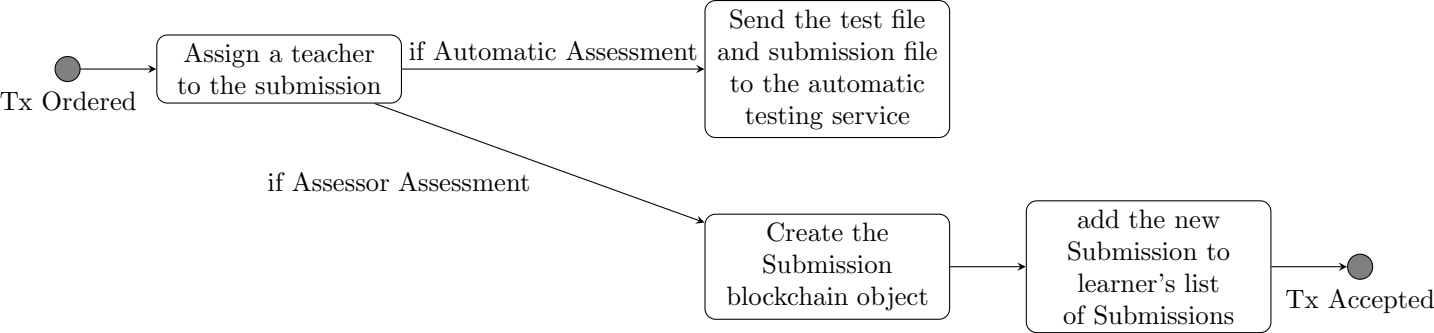 Tx Ordered
Assign a teacher
to the submission
if Automatic Assessment
Send the test file
and submission file
to the automatic
testing service
if Assessor Assessment
Create the
Submission
blockchain object
add the new
Submission to
learner's list
of Submissions
Tx Accepted